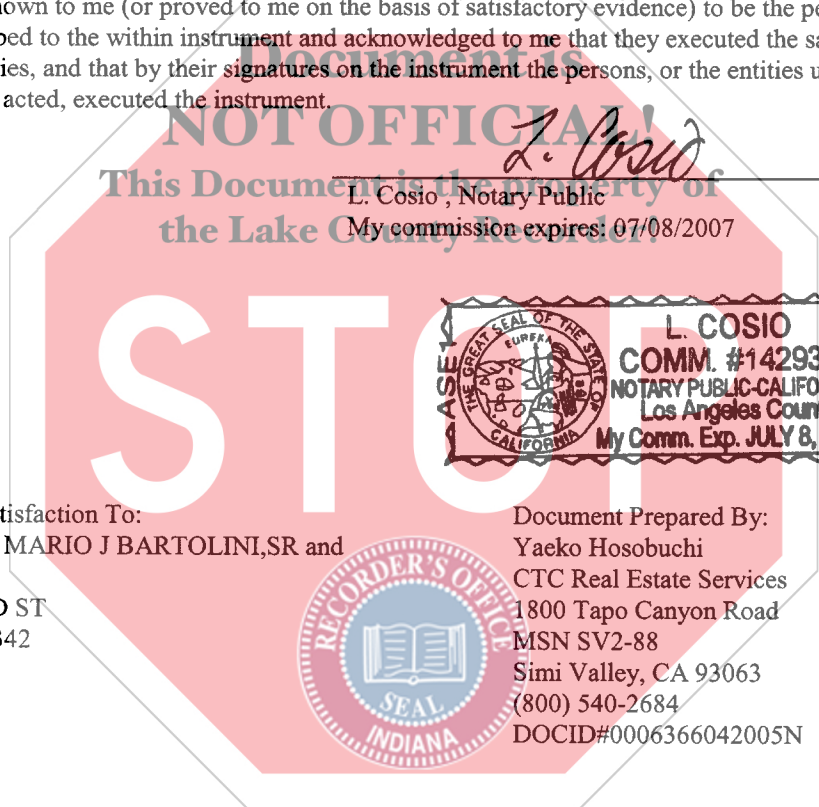 own to me (or proved to me on the basis of satisfactory evidence) to be the pe
bed to the within instrument and acknowledged to me that they executed the sa
ies, and that by their signatures on the instrument the persons, or the entities u
acted, executed the instrument.
Document is
NOT OFFICIAL!
This Document is the property of
the Lake County Recorder!
L. Cosio
L. Cosio , Notary Public
My commission expires: 07/08/2007
STOP
THE GREAT SEAL OF THE STATE OF CALIFORNIA
EUREKA
L. COSIO
COMM. #14293
NOTARY PUBLIC-CALIFO
Los Angeles Coun
My Comm. Exp. JULY 8,
tisfaction To:
MARIO J BARTOLINI,SR and
D ST
342
Document Prepared By:
Yaeko Hosobuchi
CTC Real Estate Services
1800 Tapo Canyon Road
MSN SV2-88
Simi Valley, CA 93063
(800) 540-2684
DOCID#0006366042005N
RECORDER'S OFFICE
SEAL
INDIANA